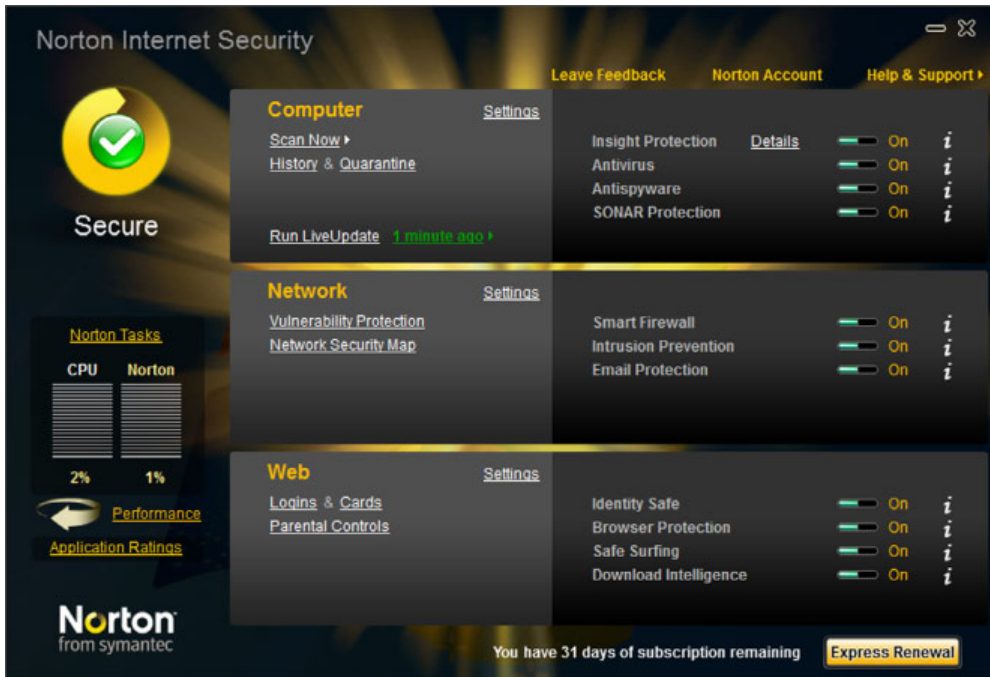 Norton Internet Security
Leave Feedback Norton Account Help & Support
Secure
Computer Settings
Scan Now
History & Quarantine
Run LiveUpdate 1 minute ago
Insight Protection Details On i
Antivirus On i
Antispyware On i
SONAR Protection On i
Network Settings
Vulnerability Protection
Network Security Map
Smart Firewall On i
Intrusion Prevention On i
Email Protection On i
Norton Tasks
CPU Norton
2% 1%
Performance
Application Ratings
Web Settings
Logins & Cards
Parental Controls
Identity Safe On i
Browser Protection On i
Safe Surfing On i
Download Intelligence On i
Norton
from symantec
You have 31 days of subscription remaining Express Renewal